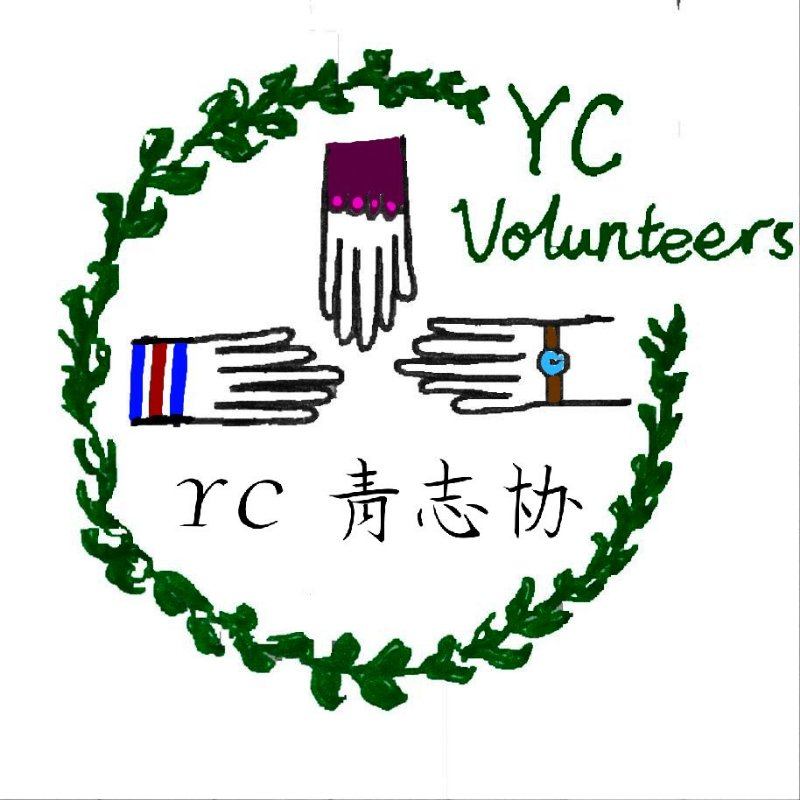 YC
Volunteers
YC 青志协